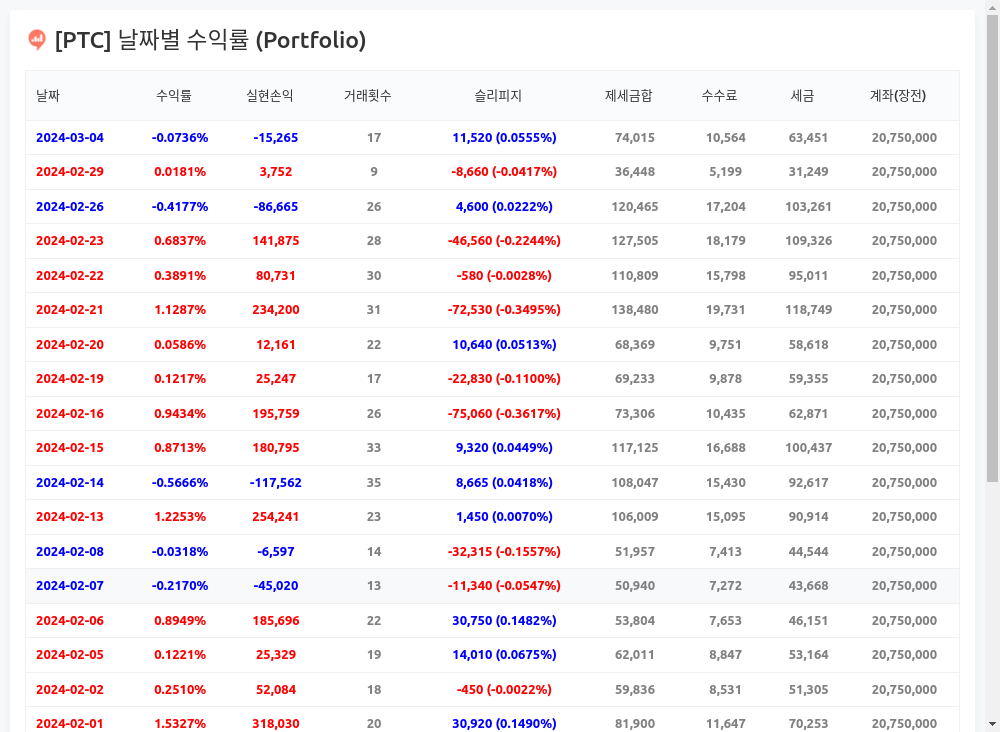 [PTC] 날짜별 수익률 (Portfolio)
날짜 수익률 실현손익 거래횟수 슬리피지 제세금합 수수료 세금 계좌(장전)
2024-03-04 -0.0736% -15,265 17 11,520 (0.0555%) 74,015 10,564 63,451 20,750,000
2024-02-29 0.0181% 3,752 9 -8,660 (-0.0417%) 36,448 5,199 31,249 20,750,000
2024-02-26 -0.4177% -86,665 26 4,600 (0.0222%) 120,465 17,204 103,261 20,750,000
2024-02-23 0.6837% 141,875 28 -46,560 (-0.2244%) 127,505 18,179 109,326 20,750,000
2024-02-22 0.3891% 80,731 30 -580 (-0.0028%) 110,809 15,798 95,011 20,750,000
2024-02-21 1.1287% 234,200 31 -72,530 (-0.3495%) 138,480 19,731 118,749 20,750,000
2024-02-20 0.0586% 12,161 22 10,640 (0.0513%) 68,369 9,751 58,618 20,750,000
2024-02-19 0.1217% 25,247 17 -22,830 (-0.1100%) 69,233 9,878 59,355 20,750,000
2024-02-16 0.9434% 195,759 26 -75,060 (-0.3617%) 73,306 10,435 62,871 20,750,000
2024-02-15 0.8713% 180,795 33 9,320 (0.0449%) 117,125 16,688 100,437 20,750,000
2024-02-14 -0.5666% -117,562 35 8,665 (0.0418%) 108,047 15,430 92,617 20,750,000
2024-02-13 1.2253% 254,241 23 1,450 (0.0070%) 106,009 15,095 90,914 20,750,000
2024-02-08 -0.0318% -6,597 14 -32,315 (-0.1557%) 51,957 7,413 44,544 20,750,000
2024-02-07 -0.2170% -45,020 13 -11,340 (-0.0547%) 50,940 7,272 43,668 20,750,000
2024-02-06 0.8949% 185,696 22 30,750 (0.1482%) 53,804 7,653 46,151 20,750,000
2024-02-05 0.1221% 25,329 19 14,010 (0.0675%) 62,011 8,847 53,164 20,750,000
2024-02-02 0.2510% 52,084 18 -450 (-0.0022%) 59,836 8,531 51,305 20,750,000
2024-02-01 1.5327% 318,030 20 30,920 (0.1490%) 81,900 11,647 70,253 20,750,000